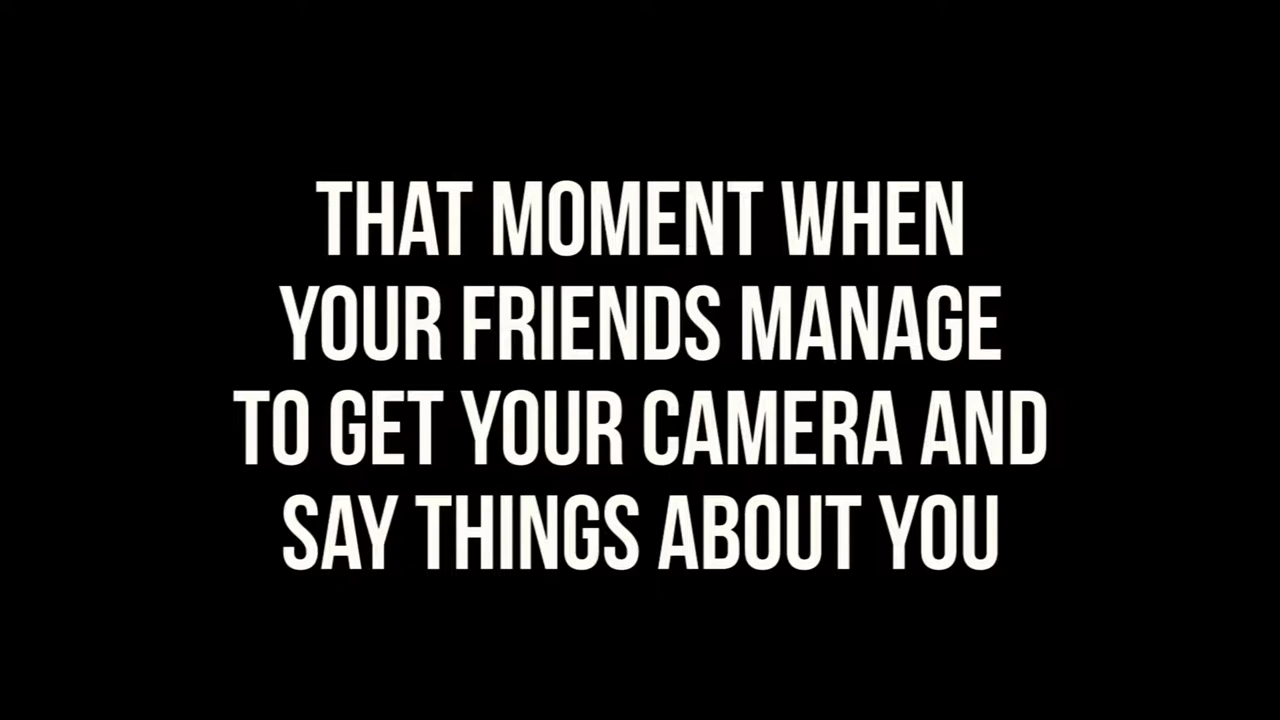 THAT MOMENT WHEN
YOUR FRIENDS MANAGE
TO GET YOUR CAMERA AND
SAY THINGS ABOUT YOU